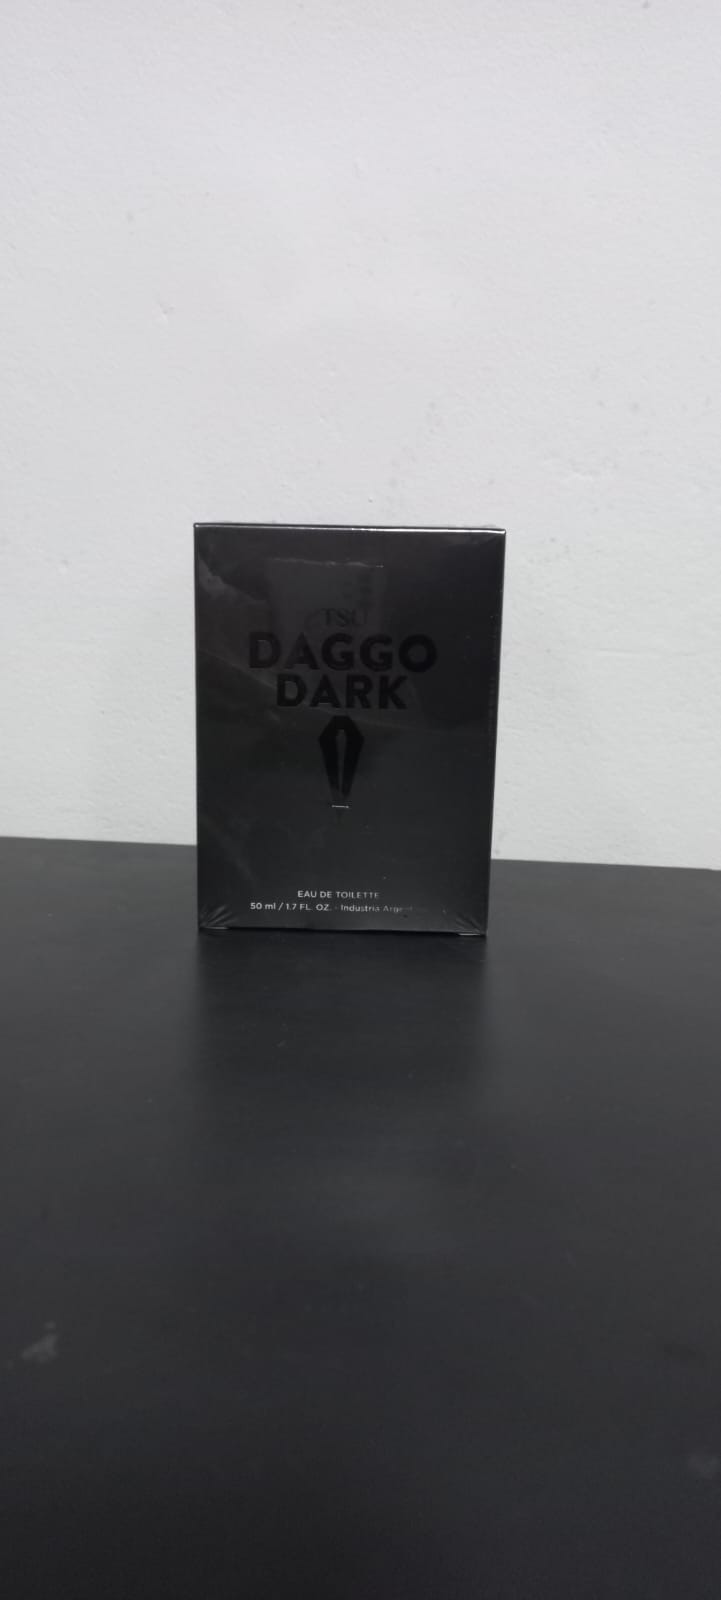 TSU
DAGGO
DARK
EAU DE TOILETTE
50 ml / 1.7 FL. OZ. - Industria